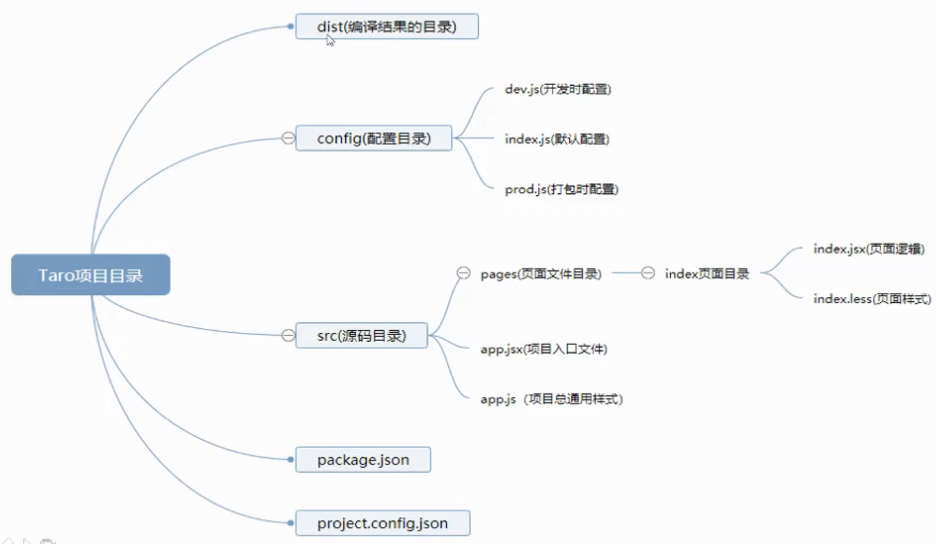 dist(编译结果的目录)
dev.js(开发时配置)
config(配置目录)
index.js(默认配置)
prod.js(打包时配置)
Taro项目目录
index.jsx(页面逻辑)
pages(页面文件目录)
index页面目录
index.less(页面样式)
src(源码目录)
app.jsx(项目入口文件)
app.js（项目总通用样式）
package.json
project.config.json